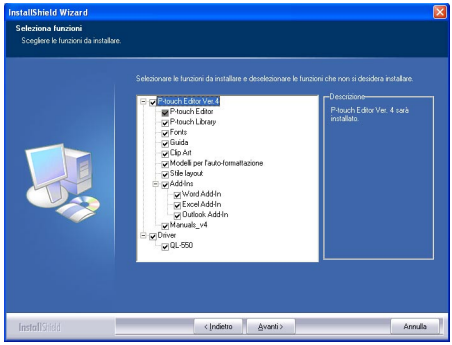 InstallShield Wizard
Seleziona funzioni
Scegliere le funzioni da installare.
Selezionare le funzioni da installare e deselezionare le funzioni che non si desidera installare.
P-touch Editor Ver.4
P-touch Editor
P-touch Library
Fonts
Guida
Clip Art
Modelli per l'auto-formattazione
Stile layout
Add-Ins
Word Add-In
Excel Add-In
Outlook Add-In
Manuals_v4
Driver
QL-550
Descrizione
P-touch Editor Ver. 4 sarà
installato.
InstallShield
< Indietro
Avanti >
Annulla